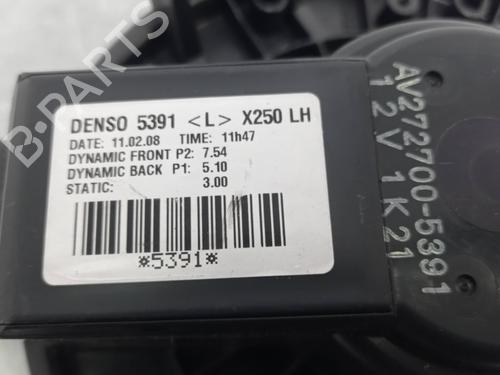 DENSO 5391 <L> X250 LH
DATE: 11.02.08 TIME: 11h47
DYNAMIC FRONT P2: 7.54
DYNAMIC BACK P1: 5.10
STATIC: 3.00
*5391*
AV272700-5391
12V 1K21